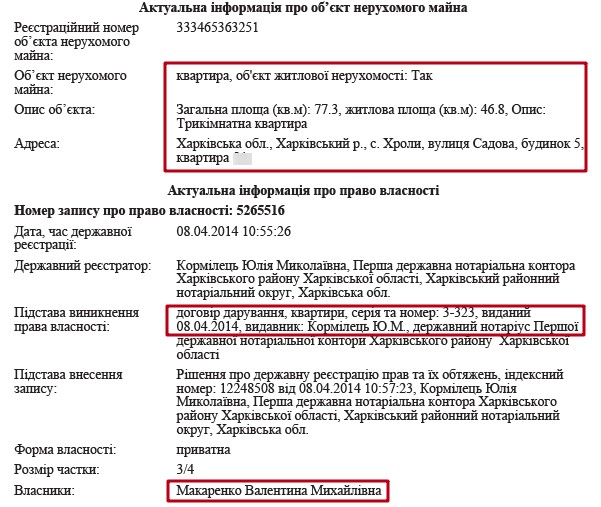 Актуальна інформація про об’єкт нерухомого майна
Реєстраційний номер 333465363251
об’єкта нерухомого
майна:
Об’єкт нерухомого квартира, об'єкт житлової нерухомості: Так
майна:
Опис об’єкта: Загальна площа (кв.м): 77.3, житлова площа (кв.м): 46.8, Опис:
Трикімнатна квартира
Адреса: Харківська обл., Харківський р., с. Хроли, вулиця Садова, будинок 5,
квартира
Актуальна інформація про право власності
Номер запису про право власності: 5265516
Дата, час державної 08.04.2014 10:55:26
реєстрації:
Державний реєстратор: Кормілець Юлія Миколаївна, Перша державна нотаріальна контора
Харківського району Харківської області, Харківський районний
нотаріальний округ, Харківська обл.
Підстава виникнення договір дарування, квартири, серія та номер: 3-323, виданий
права власності: 08.04.2014, видавник: Кормілець Ю.М., державний нотаріус Першої
державної нотаріальної контори Харківського району Харківської
області
Підстава внесення Рішення про державну реєстрацію прав та їх обтяжень, індексний
запису: номер: 12248508 від 08.04.2014 10:57:23, Кормілець Юлія
Миколаївна, Перша державна нотаріальна контора Харківського
району Харківської області, Харківський районний нотаріальний
округ, Харківська обл.
Форма власності: приватна
Розмір частки: 3/4
Власники: Макаренко Валентина Михайлівна